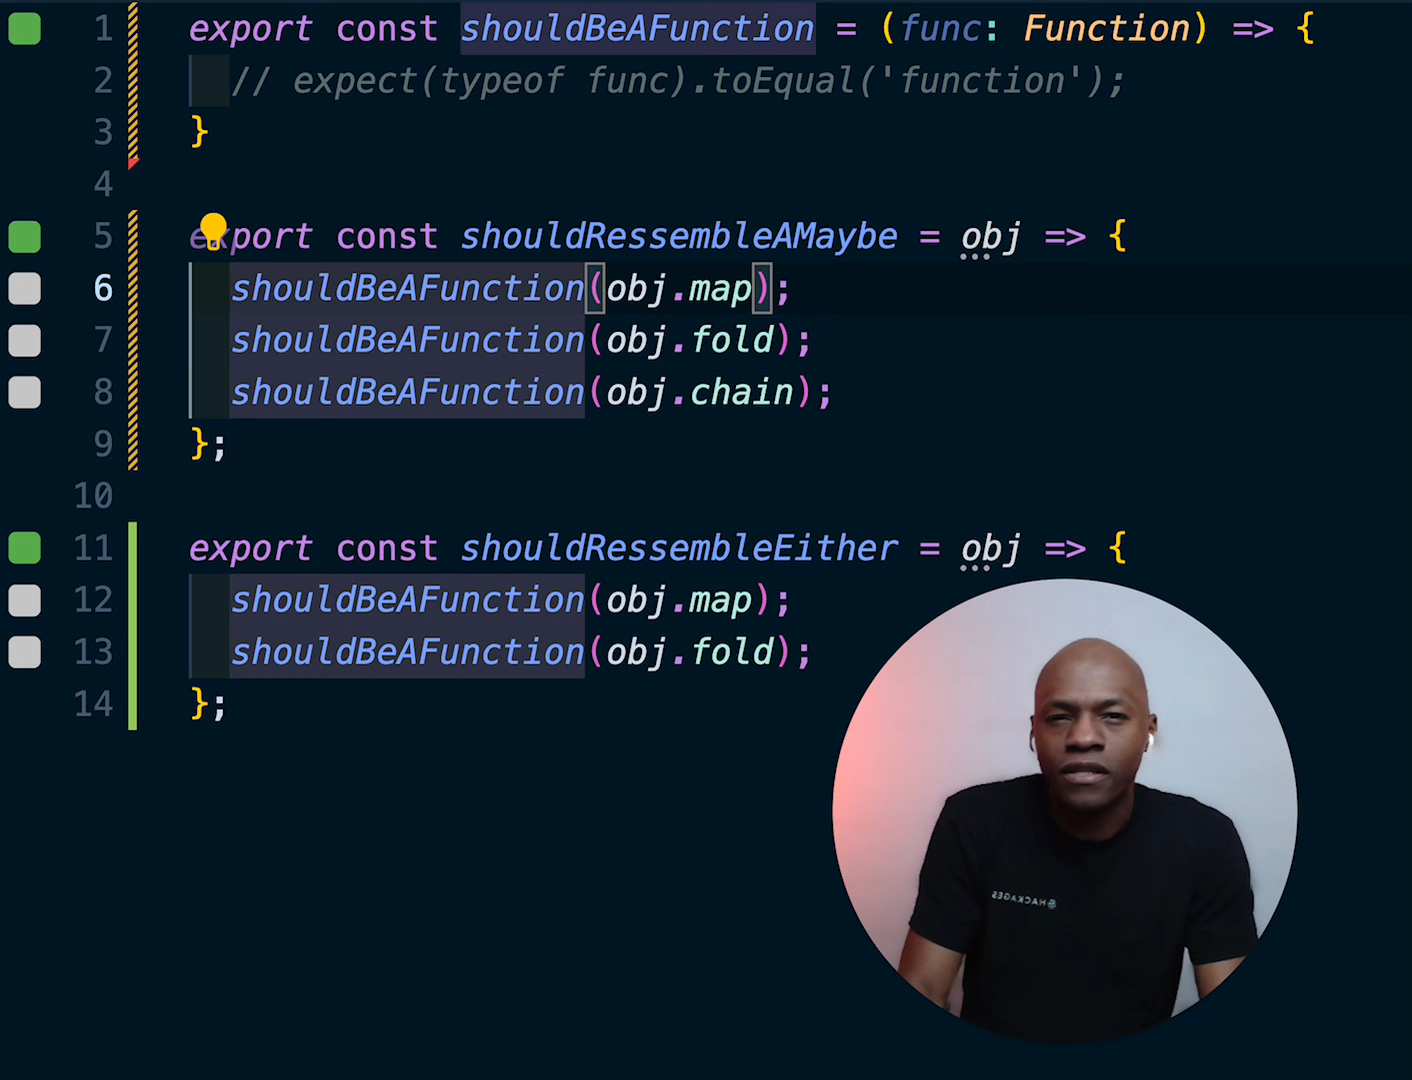 1 export const shouldBeAFunction = (func: Function) => {
2 // expect(typeof func).toEqual('function');
3 }
4
5 export const shouldRessembleAMaybe = obj => {
6 shouldBeAFunction(obj.map);
7 shouldBeAFunction(obj.fold);
8 shouldBeAFunction(obj.chain);
9 };
10
11 export const shouldRessembleEither = obj => {
12 shouldBeAFunction(obj.map);
13 shouldBeAFunction(obj.fold);
14 };
HACKAGES